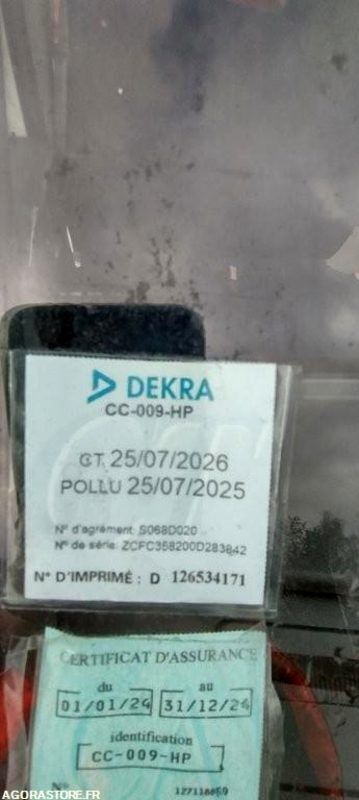 DEKRA
CC-009-HP
CT 25/07/2026
POLLU 25/07/2025
N° d'agrément: S068D020
N° de série: ZCFC358200D283842
N° D'IMPRIMÉ : D 126534171
CERTIFICAT D'ASSURANCE
du au
01/01/24 31/12/24
identification
CC-009-HP
AGORASTORE.FR